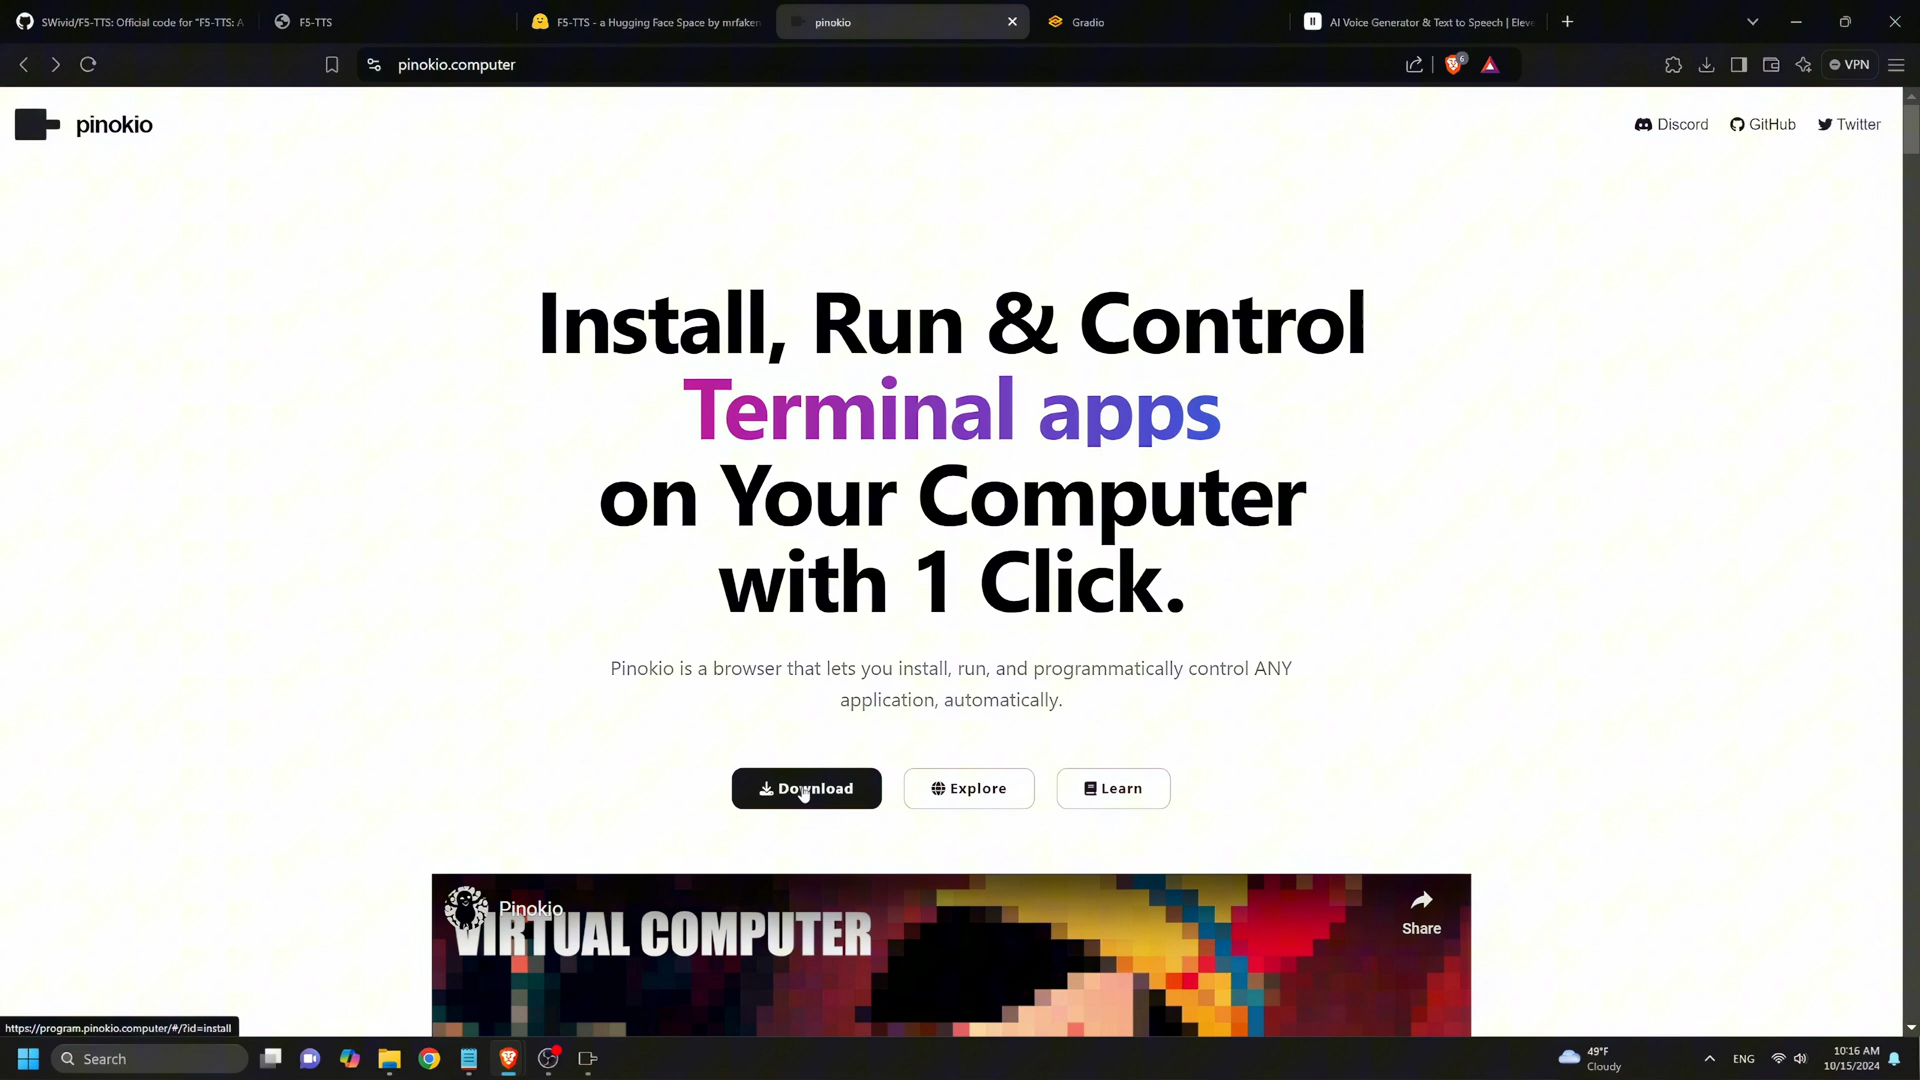 SWivid/F5-TTS: Official code for "F5-TTS: A
F5-TTS
F5-TTS - a Hugging Face Space by mrfaken
pinokio
Gradio
AI Voice Generator & Text to Speech | Eleve
pinokio.computer
6
VPN
pinokio
Discord
GitHub
Twitter
Install, Run & Control
Terminal apps
on Your Computer
with 1 Click.
Pinokio is a browser that lets you install, run, and programmatically control ANY
application, automatically.
Download
Explore
Learn
Pinokio
VIRTUAL COMPUTER
Share
https://program.pinokio.computer/#/?id=install
Search
49°F
Cloudy
ENG
10:16 AM
10/15/2024